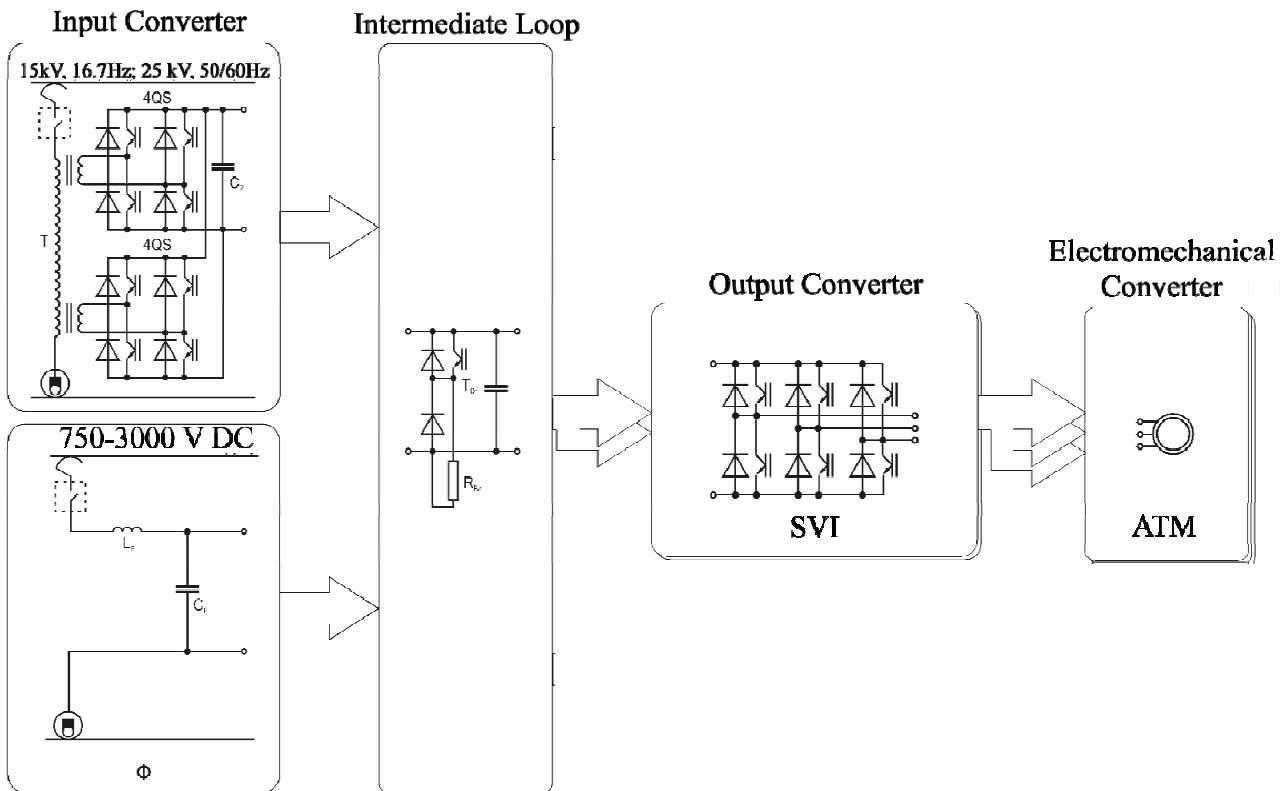 Input Converter
15kV, 16.7Hz; 25 kV, 50/60Hz
4QS
C
T
4QS
750-3000 V DC
L
C
Φ
Intermediate Loop
T
R
Output Converter
SVI
Electromechanical
Converter
ATM